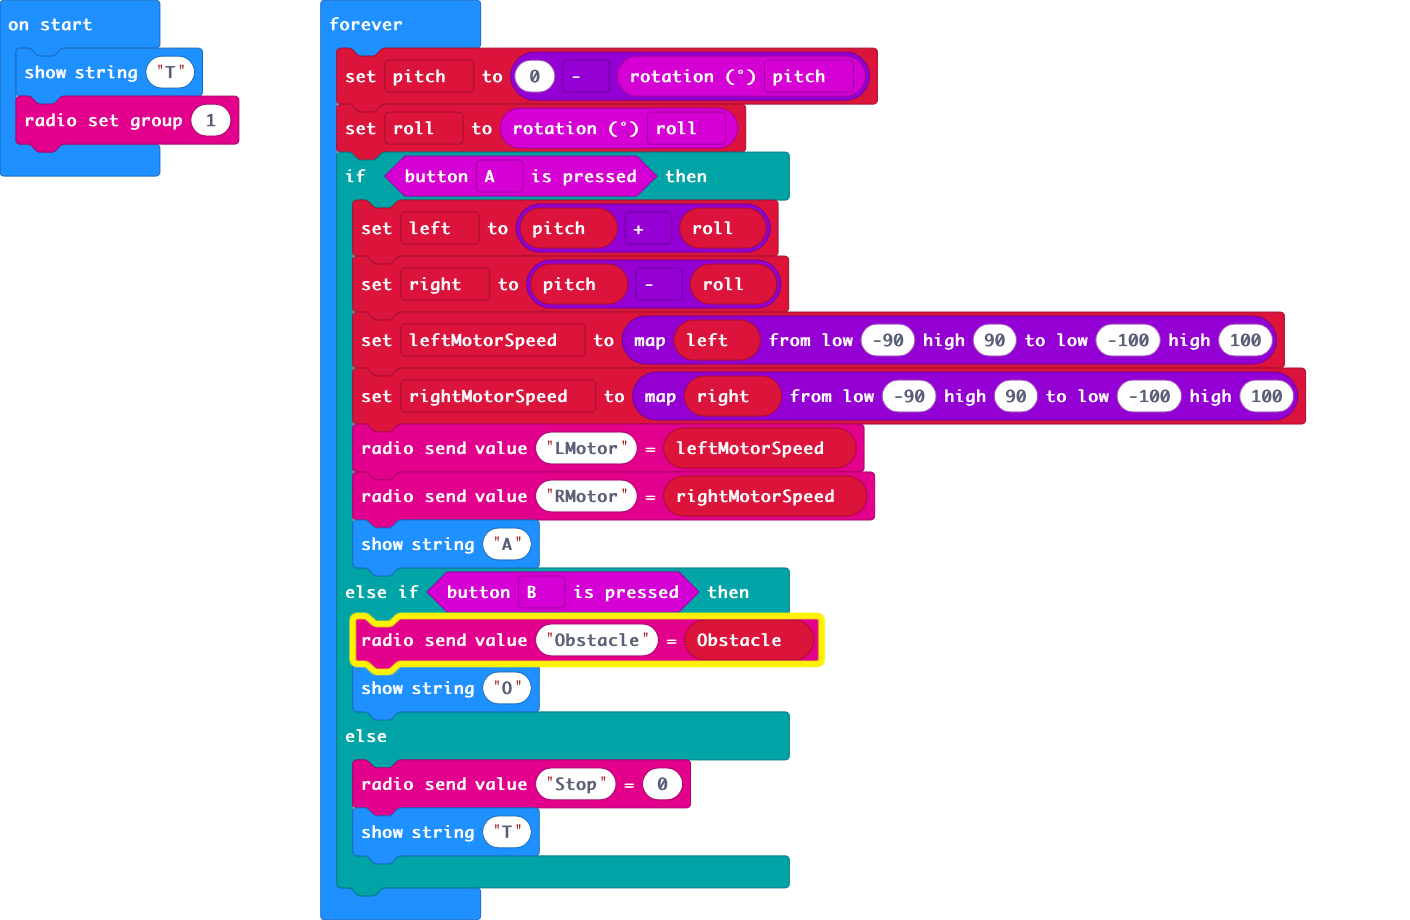 on start
show string "T"
radio set group 1
forever
set pitch to 0 - rotation (°) pitch
set roll to rotation (°) roll
if button A is pressed then
set left to pitch + roll
set right to pitch - roll
set leftMotorSpeed to map left from low -90 high 90 to low -100 high 100
set rightMotorSpeed to map right from low -90 high 90 to low -100 high 100
radio send value "LMotor" = leftMotorSpeed
radio send value "RMotor" = rightMotorSpeed
show string "A"
else if button B is pressed then
radio send value "Obstacle" = Obstacle
show string "O"
else
radio send value "Stop" = 0
show string "T"